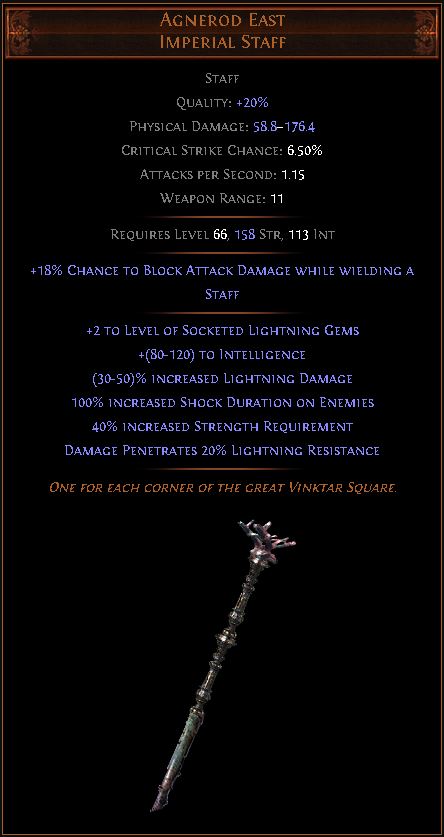 Agnerod East
Imperial Staff
Staff
Quality: +20%
Physical Damage: 58.8–176.4
Critical Strike Chance: 6.50%
Attacks per Second: 1.15
Weapon Range: 11
Requires Level 66, 158 Str, 113 Int
+18% Chance to Block Attack Damage while wielding a
Staff
+2 to Level of Socketed Lightning Gems
+(80-120) to Intelligence
(30-50)% increased Lightning Damage
100% increased Shock Duration on Enemies
40% increased Strength Requirement
Damage Penetrates 20% Lightning Resistance
One for each corner of the great Vinktar Square.